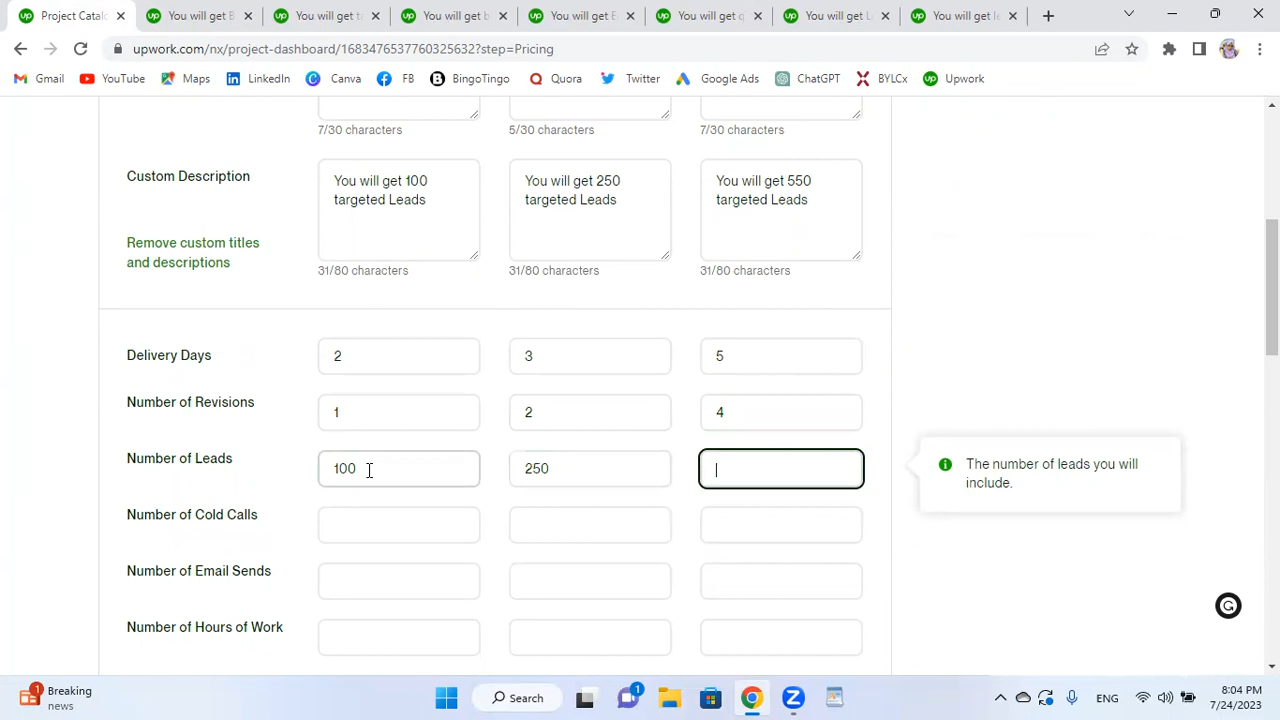 Project Catalo
You will get E
You will get ta
You will get b
You will get E
You will get q
You will get L
You will get le
upwork.com/nx/project-dashboard/1683476537760325632?step=Pricing
Gmail
YouTube
Maps
LinkedIn
Canva
FB
BingoTingo
Quora
Twitter
Google Ads
ChatGPT
BYLCx
Upwork
7/30 characters
5/30 characters
7/30 characters
Custom Description
You will get 100
targeted Leads
You will get 250
targeted Leads
You will get 550
targeted Leads
Remove custom titles
and descriptions
31/80 characters
31/80 characters
31/80 characters
Delivery Days
2
3
5
Number of Revisions
1
2
4
Number of Leads
100
250
The number of leads you will
include.
Number of Cold Calls
Number of Email Sends
Number of Hours of Work
1
Breaking
news
Search
1
ENG
8:04 PM
7/24/2023